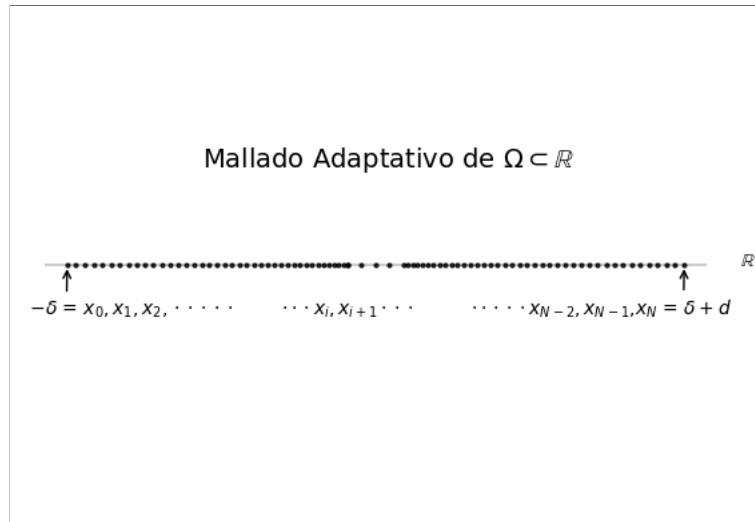 Mallado Adaptativo de Ω ⊂ ℝ
ℝ
−δ = x₀, x₁, x₂, · · · · · · · · xᵢ, xᵢ₊₁ · · · · · · · · x_{N−2}, x_{N−1}, x_N = δ + d